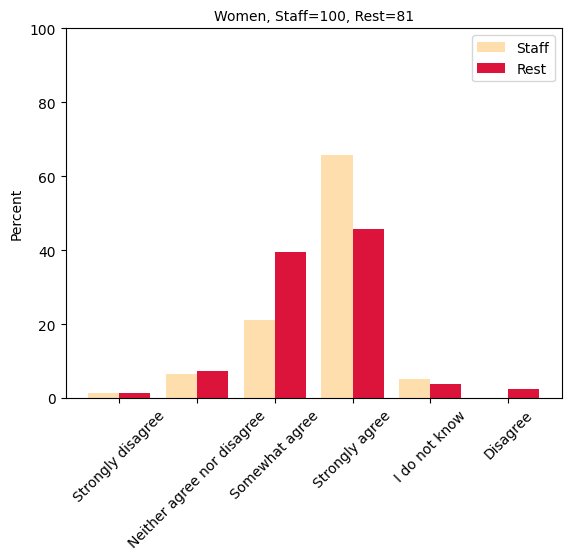 Women, Staff=100, Rest=81
100
80
60
40
20
0
Percent
Staff
Rest
Strongly disagree
Neither agree nor disagree
Somewhat agree
Strongly agree
I do not know
Disagree